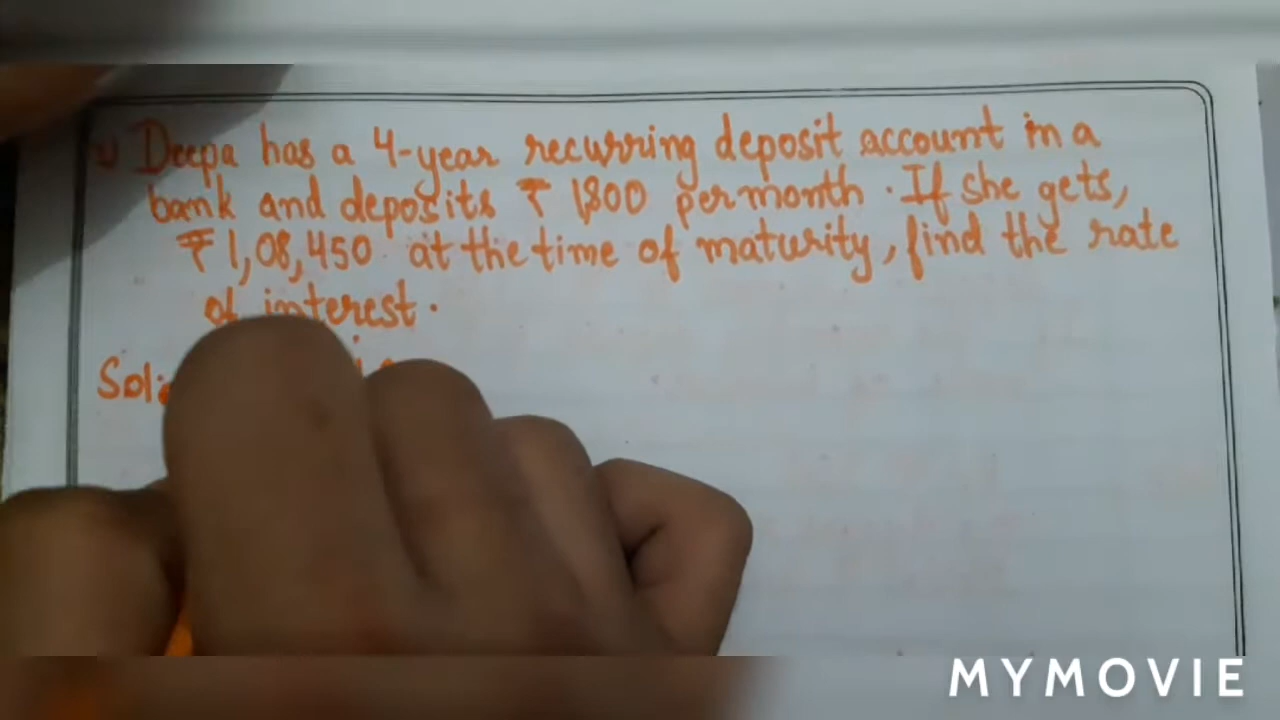 Deepa has a 4-year recurring deposit account in a
bank and deposits ₹ 1800 per month. If she gets,
₹ 1,08,450 at the time of maturity, find the rate
of interest.
MYMOVIE